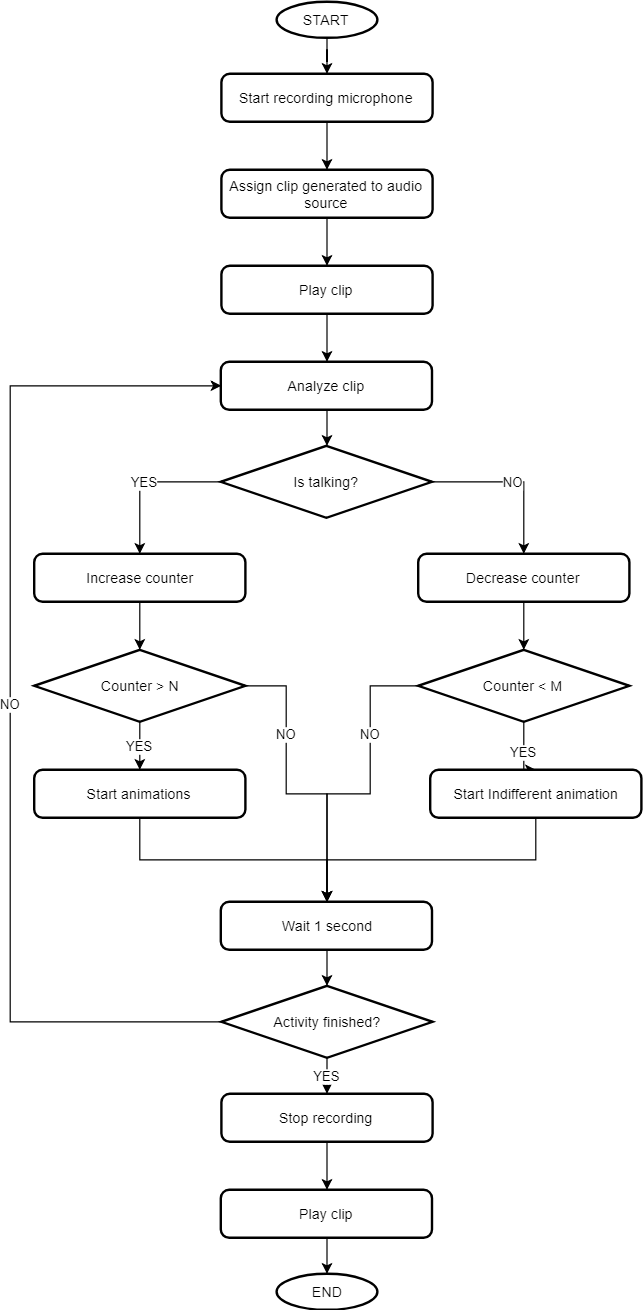 START
Start recording microphone
Assign clip generated to audio
source
Play clip
Analyze clip
Is talking?
YES
NO
Increase counter
Decrease counter
Counter > N
Counter < M
NO
NO
NO
YES
YES
Start animations
Start Indifferent animation
Wait 1 second
Activity finished?
YES
Stop recording
Play clip
END